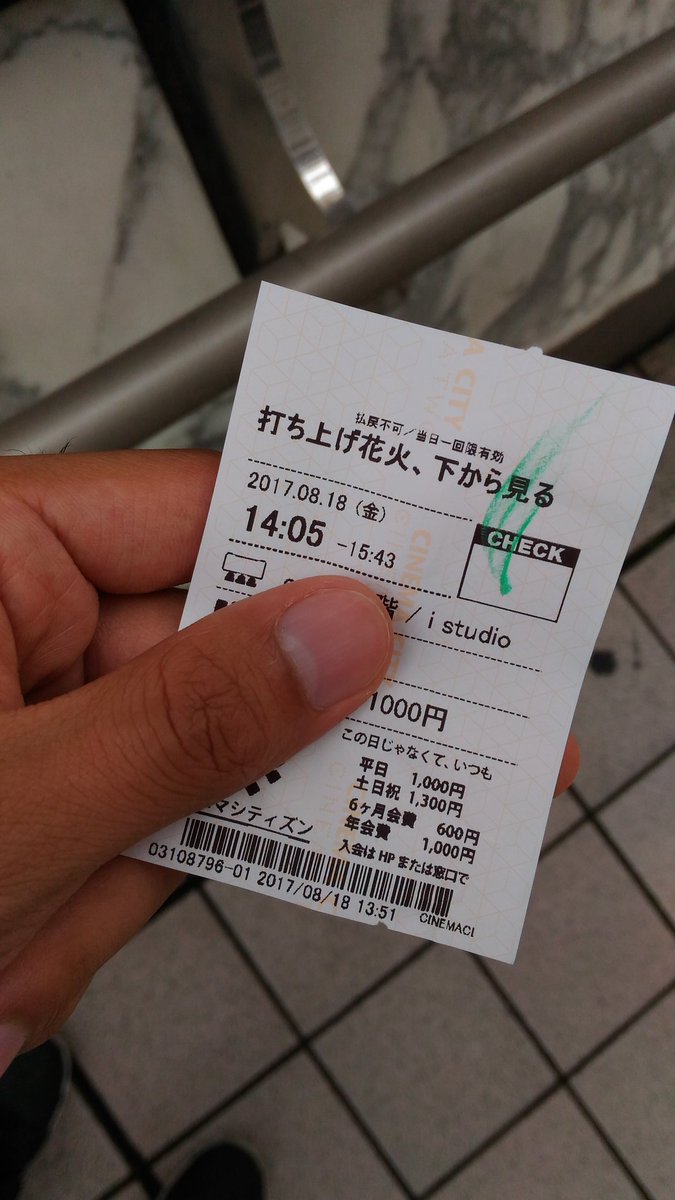 払戻不可／当日一回限有効
打ち上げ花火、下から見る
2017.08.18 (金)
14:05 -15:43
CHECK
階 / i studio
1000円
この日じゃなくて、いつも
平日 1,000円
土日祝 1,300円
6ヶ月会費 600円
年会費 1,000円
入会は HP または窓口で
マシティズン
03108796-01 2017/08/18 13:51 CINEMACI